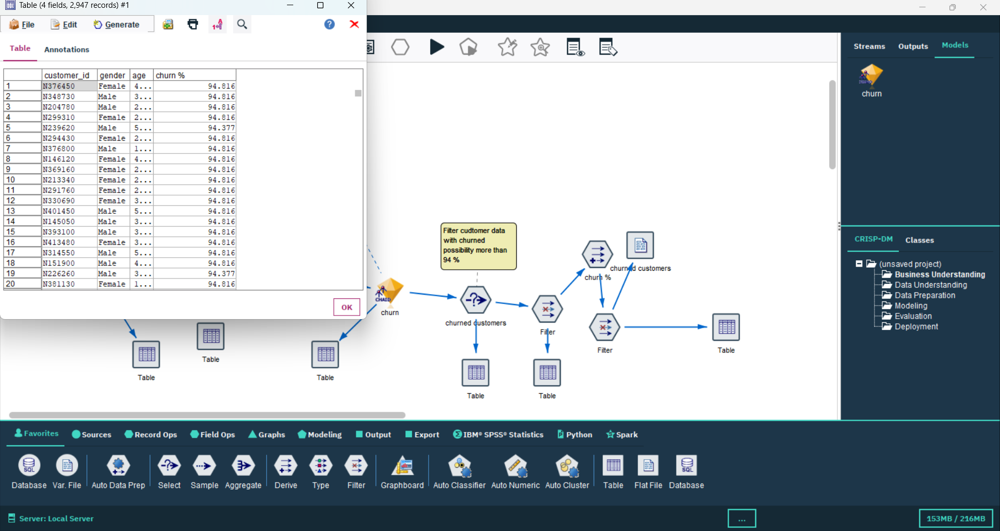 Table (4 fields, 2,947 records) #1
File Edit Generate
Table Annotations
customer_id gender age churn %
1 N376450 Female 4... 94.816
2 N348730 Male 3... 94.816
3 N204780 Male 2... 94.816
4 N299310 Female 2... 94.816
5 N239620 Male 5... 94.377
6 N294430 Female 2... 94.816
7 N376800 Male 1... 94.816
8 N146120 Female 4... 94.816
9 N369160 Female 2... 94.816
10 N213340 Female 2... 94.816
11 N291760 Female 2... 94.816
12 N330690 Female 3... 94.816
13 N401450 Male 5... 94.816
14 N145050 Male 3... 94.816
15 N393100 Male 3... 94.816
16 N413480 Female 3... 94.816
17 N314550 Male 5... 94.816
18 N151900 Male 4... 94.816
19 N226260 Male 3... 94.377
20 N381130 Female 1... 94.816
OK
Filter cudtomer data
with churned
possibility more than
94 %
CHAID
churn
churned customers
Filter
churn %
churned customers
Filter
Table
Table
Table
Table
Table
Table
Streams Outputs Models
churn
CRISP-DM Classes
(unsaved project)
Business Understanding
Data Understanding
Data Preparation
Modeling
Evaluation
Deployment
Favorites Sources Record Ops Field Ops Graphs Modeling Output Export IBM® SPSS® Statistics Python Spark
SQL SQL
Database Var. File Auto Data Prep Select Sample Aggregate Derive Type Filter Graphboard Auto Classifier Auto Numeric Auto Cluster Table Flat File Database
Server: Local Server ... 153MB / 216MB